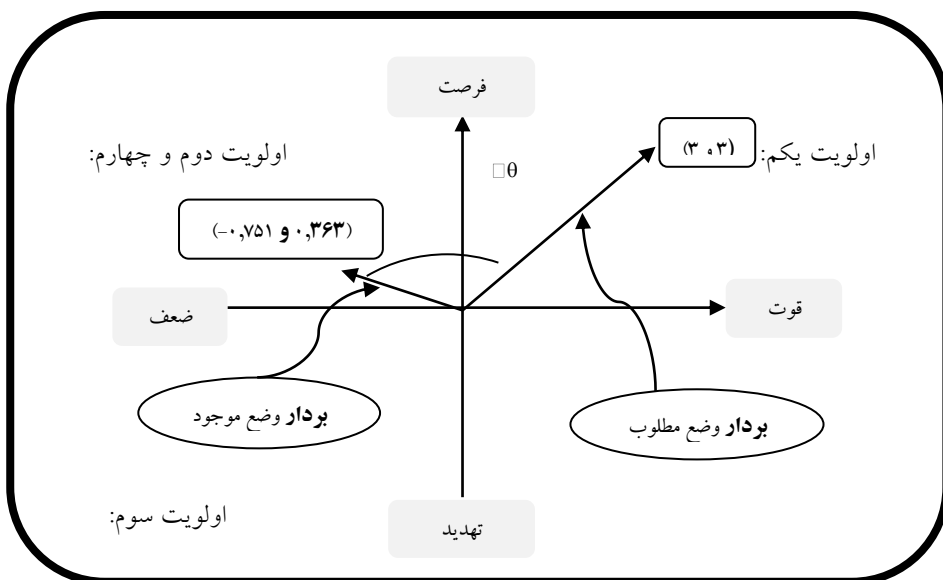 فرصت
اولویت یکم:
(۳ و ۳)
اولویت دوم و چهارم:
θ
(-۰,۷۵۱ و ۰,۳۶۳)
قوت
ضعف
بردار وضع موجود
بردار وضع مطلوب
اولویت سوم:
تهدید